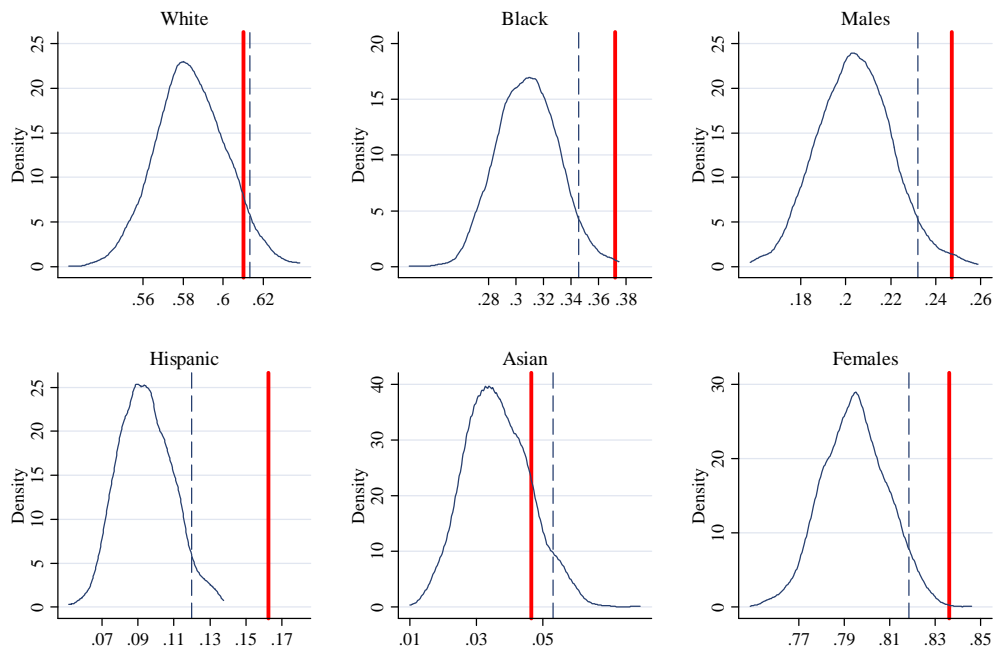 White
Density
0 5 10 15 20 25
.56 .58 .6 .62
Black
Density
0 5 10 15 20
.28 .3 .32 .34 .36 .38
Males
Density
0 5 10 15 20 25
.18 .2 .22 .24 .26
Hispanic
Density
0 5 10 15 20 25
.07 .09 .11 .13 .15 .17
Asian
Density
0 10 20 30 40
.01 .03 .05
Females
Density
0 10 20 30
.77 .79 .81 .83 .85